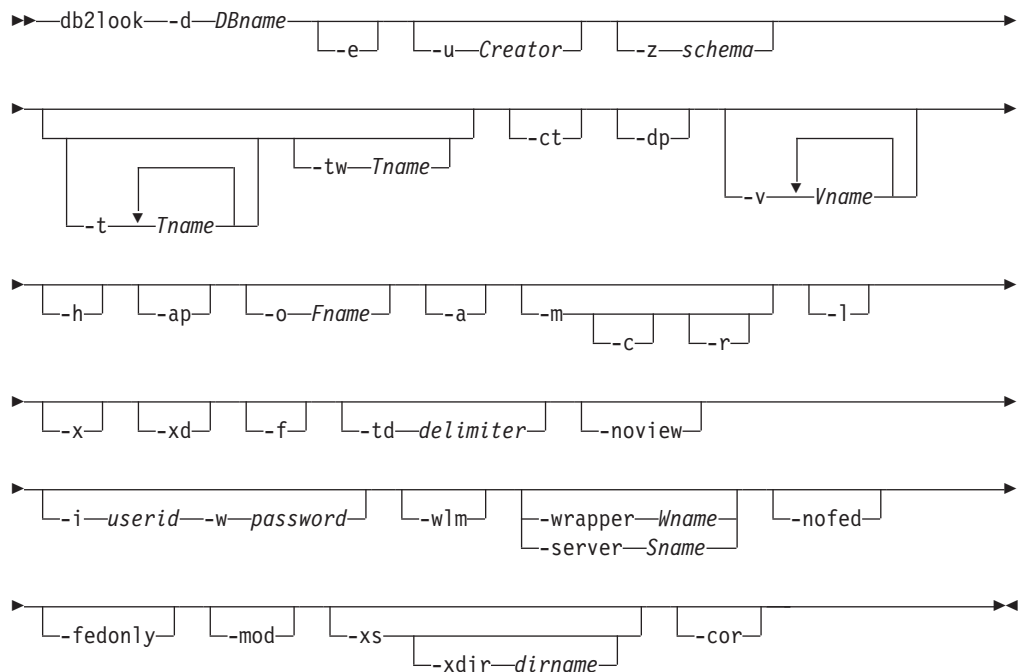 db2look -d DBname
-e -u Creator -z schema
-tw Tname -ct -dp
-t Tname -v Vname
-h -ap -o Fname -a -m -l
-c -r
-x -xd -f -td delimiter -noview
-i userid -w password -wlm -wrapper Wname -nofed
-server Sname
-fedonly -mod -xs -cor
-xdir dirname